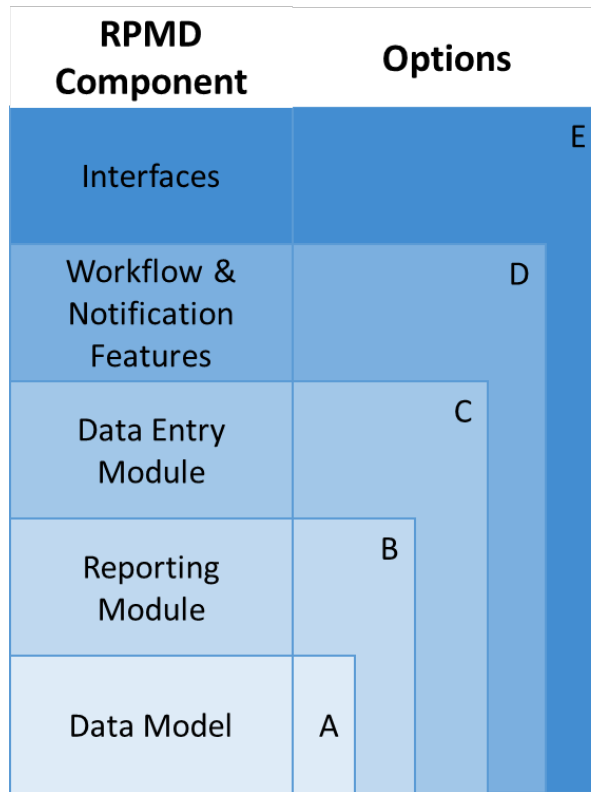 RPMD
Component
Options
Interfaces
E
Workflow &
Notification
Features
D
Data Entry
Module
C
Reporting
Module
B
Data Model
A